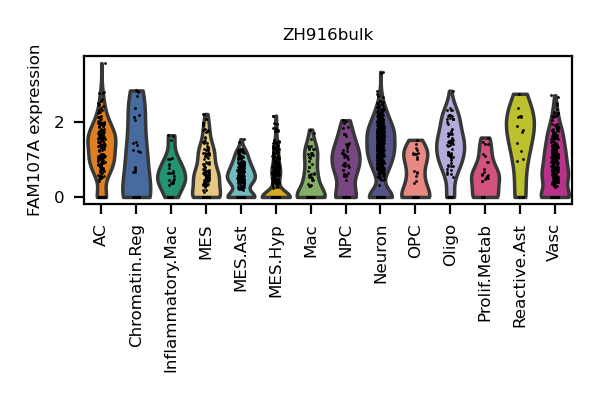 ZH916bulk
FAM107A expression
2
0
AC
Chromatin.Reg
Inflammatory.Mac
MES
MES.Ast
MES.Hyp
Mac
NPC
Neuron
OPC
Oligo
Prolif.Metab
Reactive.Ast
Vasc